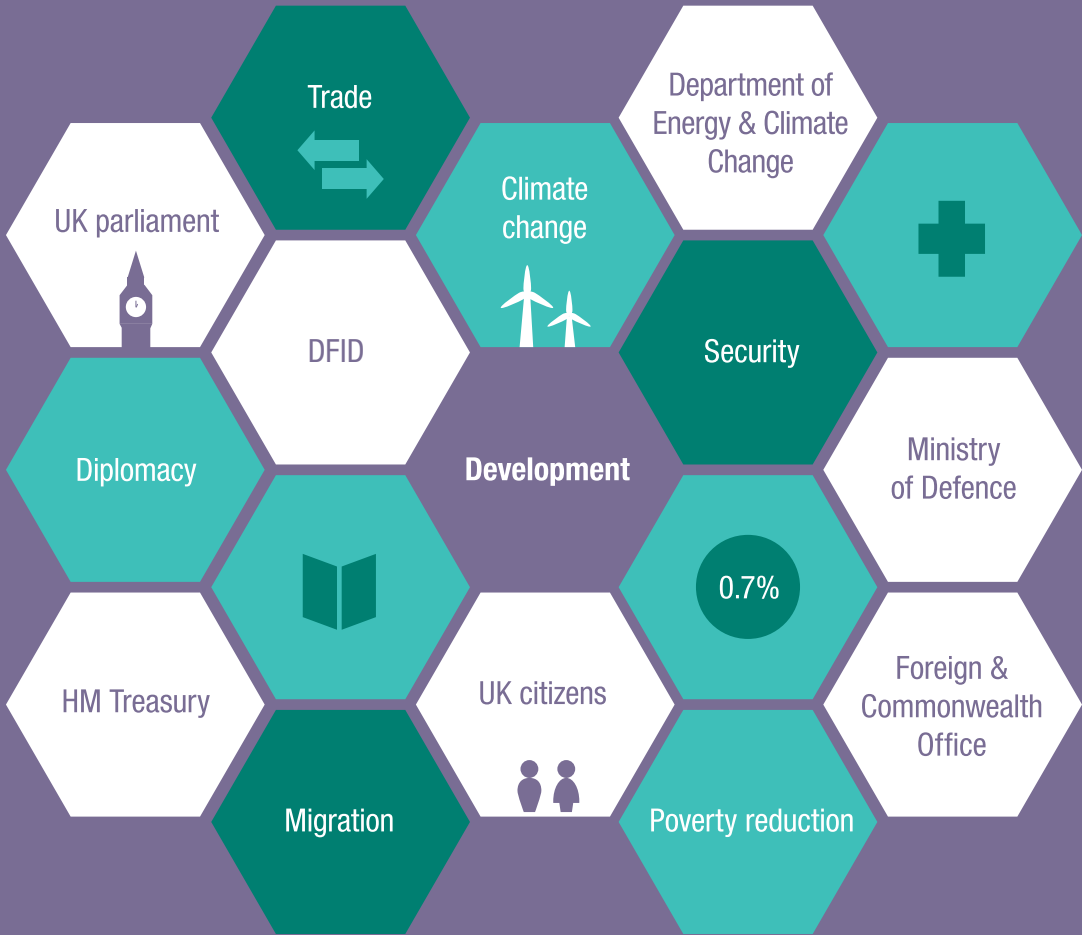 Trade
Department of
Energy & Climate
Change
UK parliament
Climate
change
DFID
Security
Diplomacy
Development
Ministry
of Defence
0.7%
HM Treasury
UK citizens
Foreign &
Commonwealth
Office
Migration
Poverty reduction